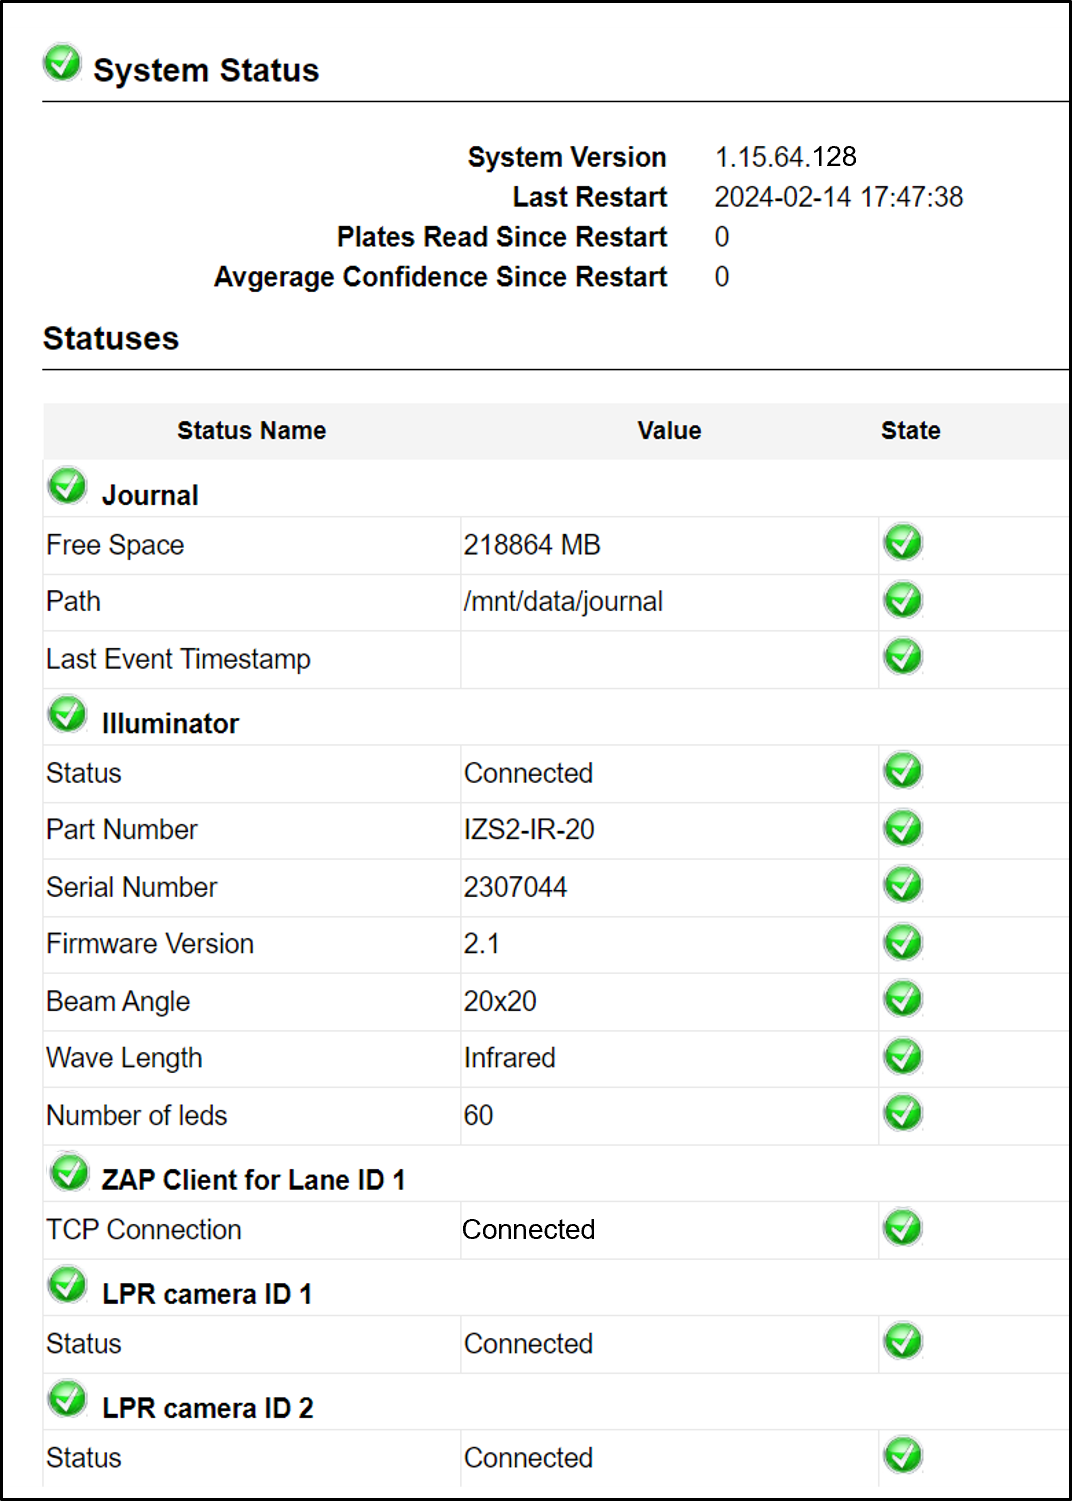 System Status
System Version 1.15.64.128
Last Restart 2024-02-14 17:47:38
Plates Read Since Restart 0
Avgerage Confidence Since Restart 0
Statuses
Status Name Value State
Journal
Free Space 218864 MB
Path /mnt/data/journal
Last Event Timestamp
Illuminator
Status Connected
Part Number IZS2-IR-20
Serial Number 2307044
Firmware Version 2.1
Beam Angle 20x20
Wave Length Infrared
Number of leds 60
ZAP Client for Lane ID 1
TCP Connection Connected
LPR camera ID 1
Status Connected
LPR camera ID 2
Status Connected